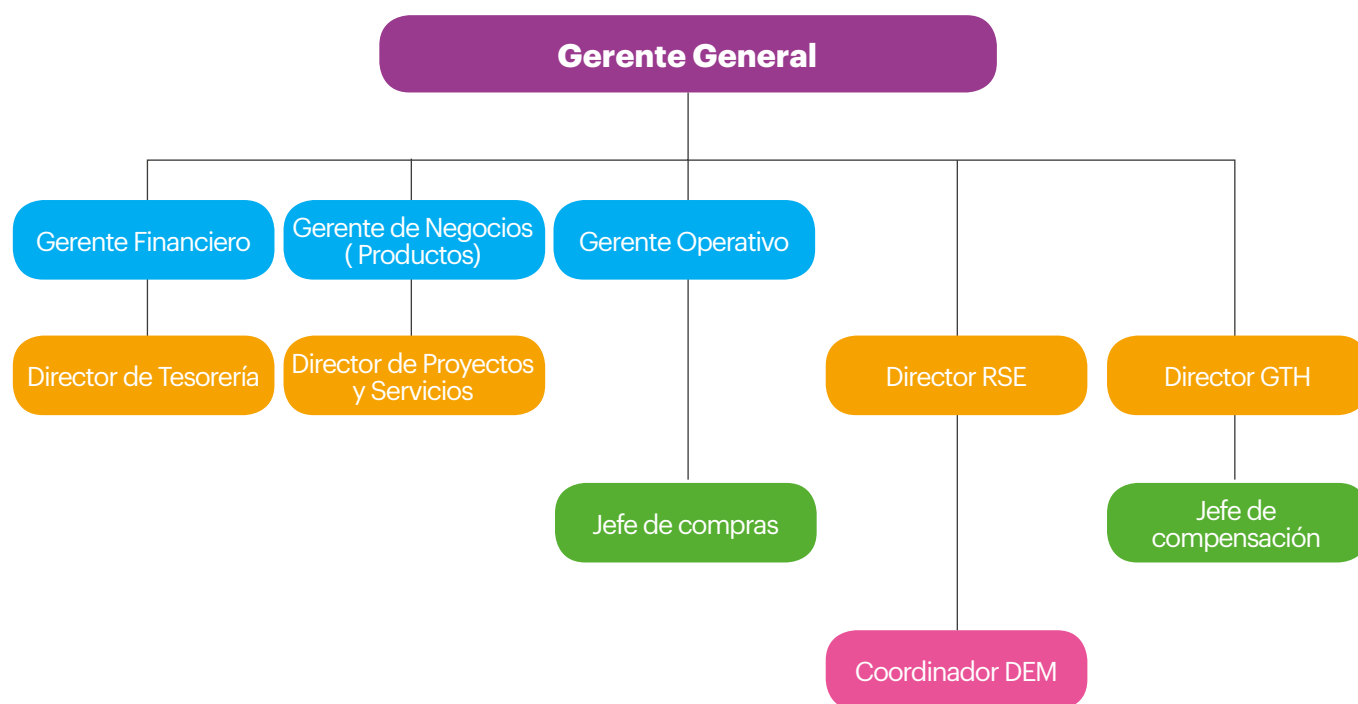 Gerente General
Gerente Financiero
Gerente de Negocios
( Productos)
Gerente Operativo
Director de Tesorería
Director de Proyectos
y Servicios
Director RSE
Director GTH
Jefe de compras
Jefe de
compensación
Coordinador DEM